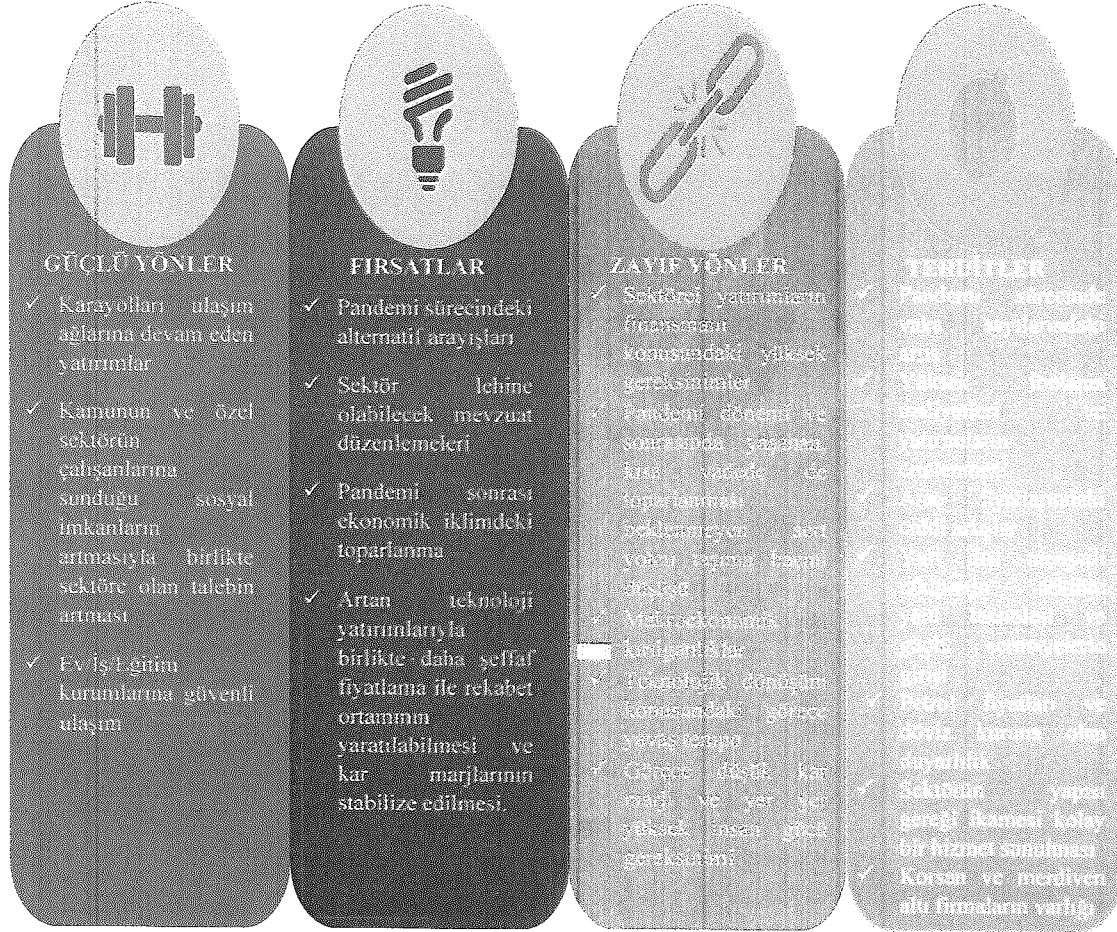 GÜÇLÜ YÖNLER
✓ Karayolları ulaşım
ağlarına devam eden
yatırımlar
✓ Kamunun ve özel
sektörün
çalışanlarına
sunduğu sosyal
imkanların
artmasıyla birlikte
sektöre olan talebin
artması
✓ Ev/İş/Eğitim
kurumlarına güvenli
ulaşım
FIRSATLAR
✓ Pandemi sürecindeki
alternatif arayışları
✓ Sektör lehine
olabilecek mevzuat
düzenlemeleri
✓ Pandemi sonrası
ekonomik iklimdeki
toparlanma
✓ Artan teknoloji
yatırımlarıyla
birlikte daha şeffaf
fiyatlama ile rekabet
ortamının
yaratılabilmesi ve
kar marjlarının
stabilize edilmesi.
ZAYIF YÖNLER
✓ Sektörel yatırımların
finansmanı
konusundaki yüksek
gereksinimler
✓ Pandemi dönemi ve
sonrasında yaşanan,
kısa vadede de
toparlanması
beklenmeyen sert
yolcu taşıma hacmi
düşüşü
✓ Makroekonomik
kırılganlıklar
✓ Teknolojik dönüşüm
konusundaki görece
yavaş tempo
✓ Görece düşük kar
marjı ve yer yer
yüksek insan gücü
gereksinimi
TEHDİTLER
✓ Pandemi sürecinde
vaka sayılarındaki
artış
✓ Yüksek
✓
✓
✓ Petrol fiyatları ve
döviz kuruna olan
duyarlılık
✓ Sektörün yapısı
gereği ikamesi kolay
bir hizmet sunulması
✓ Korsan ve merdiven
altı firmaların varlığı